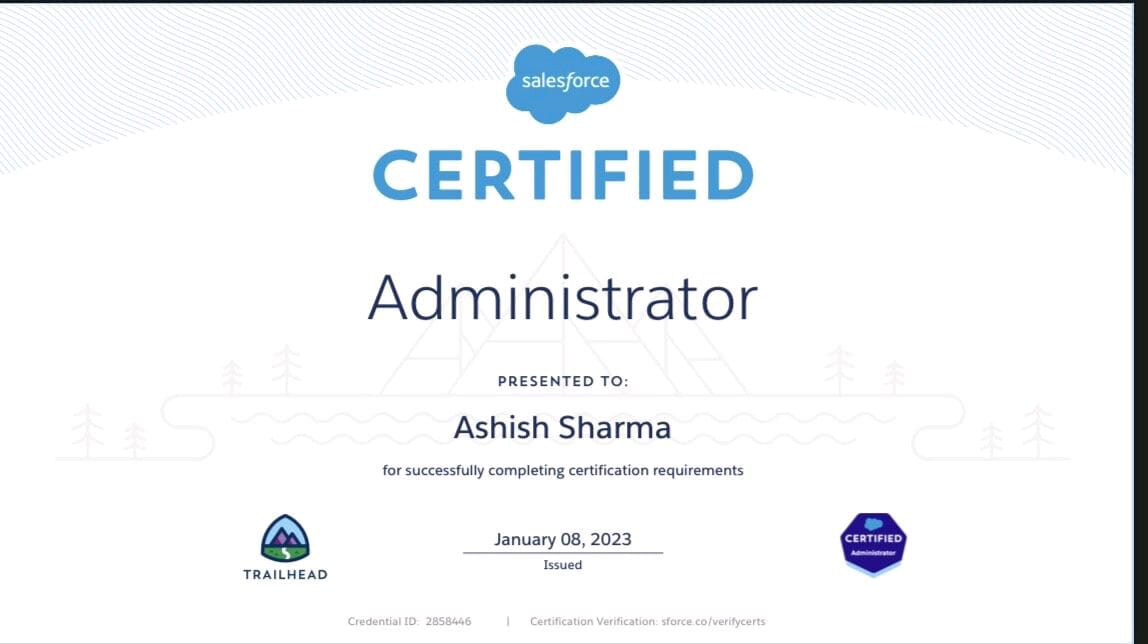 salesforce
CERTIFIED
Administrator
PRESENTED TO:
Ashish Sharma
for successfully completing certification requirements
January 08, 2023
Issued
TRAILHEAD
CERTIFIED
Administrator
Credential ID: 2858446 | Certification Verification: sforce.co/verifycerts